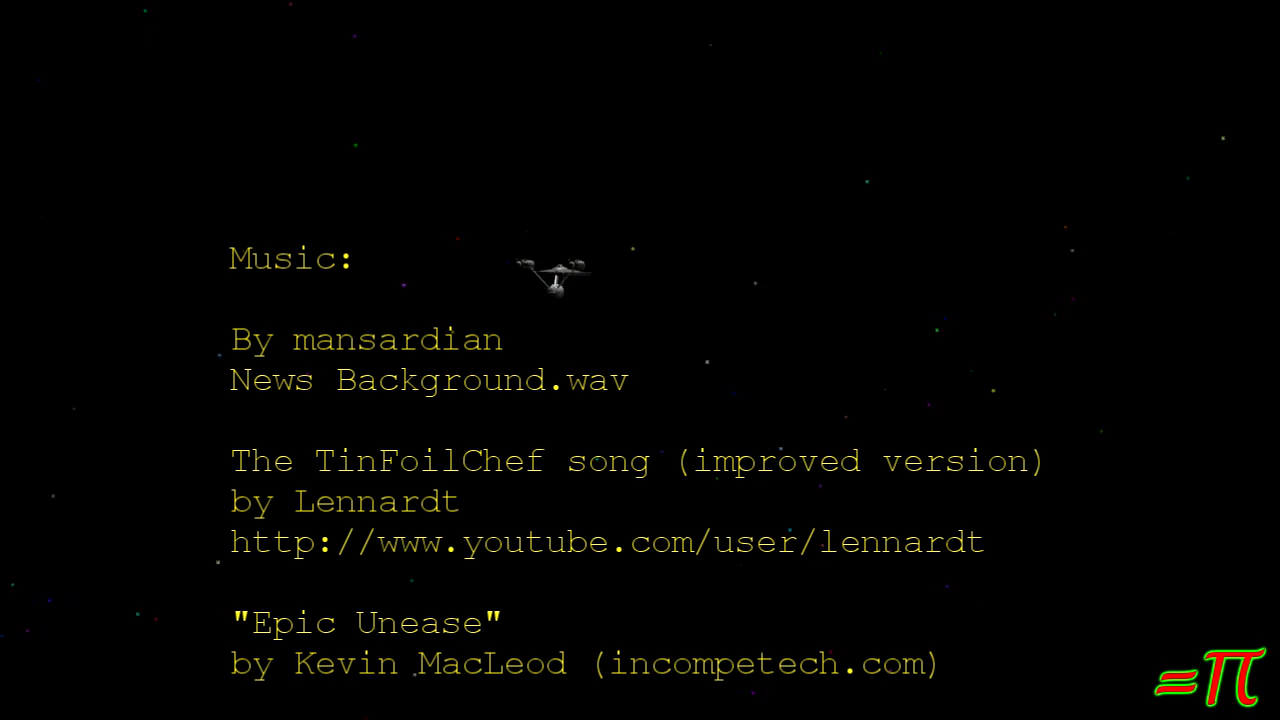 Music:
By mansardian
News Background.wav
The TinFoilChef song (improved version)
by Lennardt
http://www.youtube.com/user/lennardt
"Epic Unease"
by Kevin MacLeod (incompetech.com)
=π